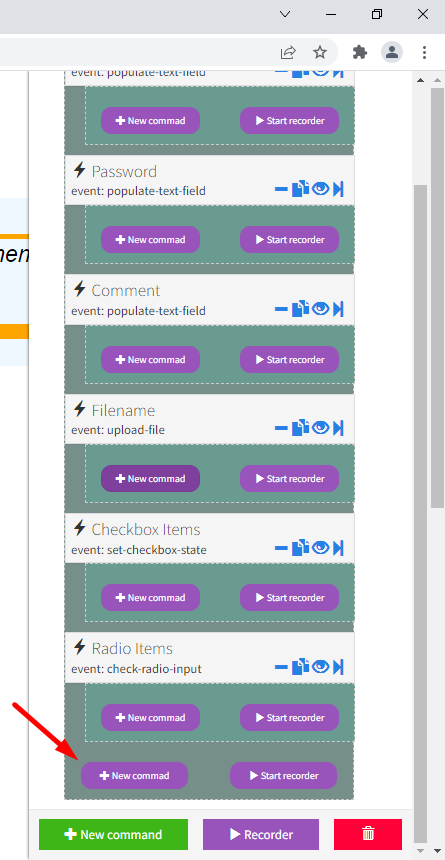 event: populate-text-field
New commad Start recorder
Password
event: populate-text-field
New commad Start recorder
Comment
event: populate-text-field
New commad Start recorder
Filename
event: upload-file
New commad Start recorder
Checkbox Items
event: set-checkbox-state
New commad Start recorder
Radio Items
event: check-radio-input
New commad Start recorder
New commad Start recorder
New command Recorder